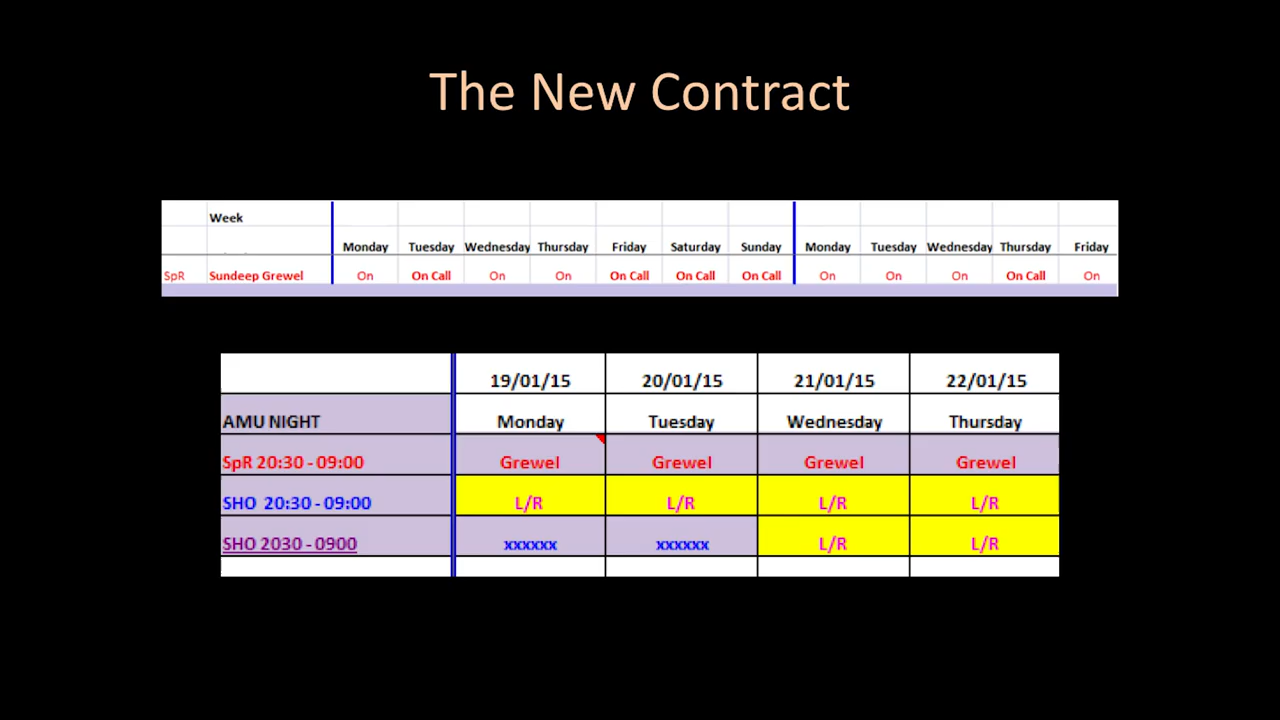 The New Contract
Week
Monday Tuesday Wednesday Thursday Friday Saturday Sunday Monday Tuesday Wednesday Thursday Friday
SpR Sundeep Grewel On On Call On On On Call On Call On Call On On On On Call On
19/01/15 20/01/15 21/01/15 22/01/15
AMU NIGHT Monday Tuesday Wednesday Thursday
SpR 20:30 - 09:00 Grewel Grewel Grewel Grewel
SHO 20:30 - 09:00 L/R L/R L/R L/R
SHO 2030 - 0900 xxxxxx xxxxxx L/R L/R